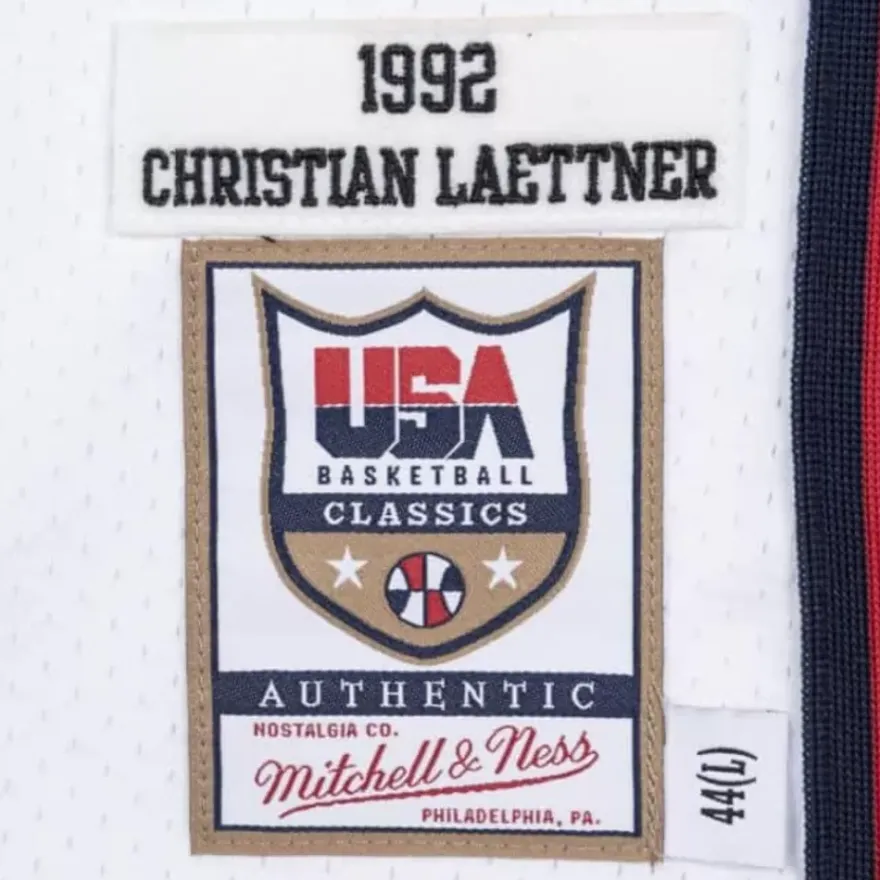 1992
CHRISTIAN LAETTNER
USA
BASKETBALL
CLASSICS
AUTHENTIC
NOSTALGIA CO.
Mitchell & Ness
PHILADELPHIA, PA.
44(L)